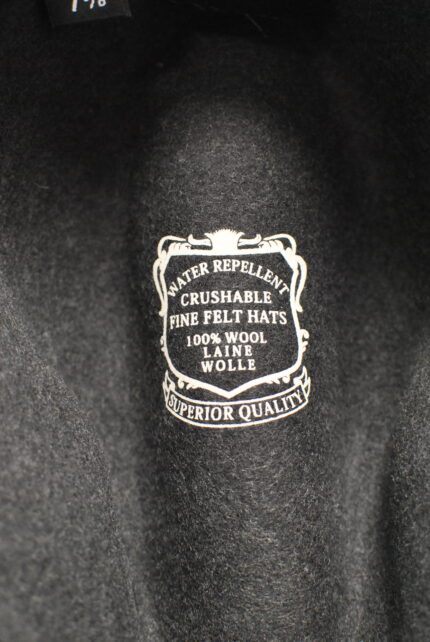 WATER REPELLENT
CRUSHABLE
FINE FELT HATS
100% WOOL
LAINE
WOLLE
SUPERIOR QUALITY